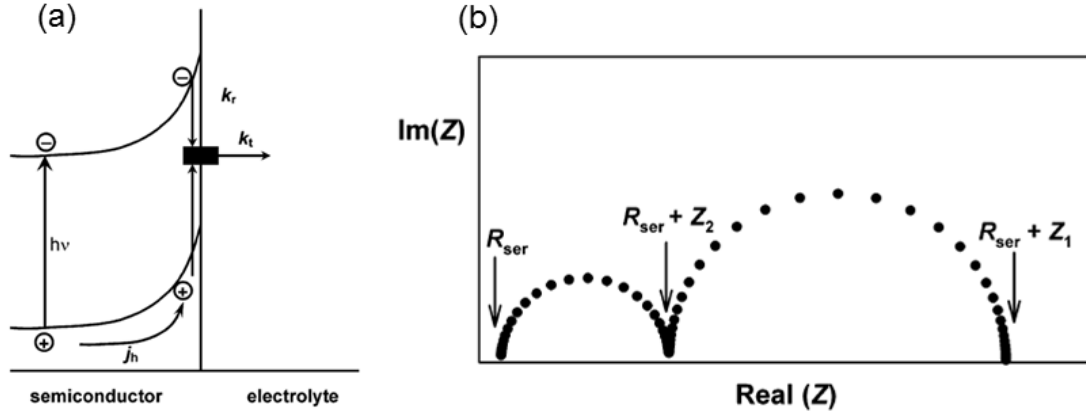 (a)
−
k_r
−
k_t
hν
+
+
j_h
semiconductor electrolyte
(b)
Im(Z)
R_ser
R_ser + Z_2
R_ser + Z_1
Real (Z)